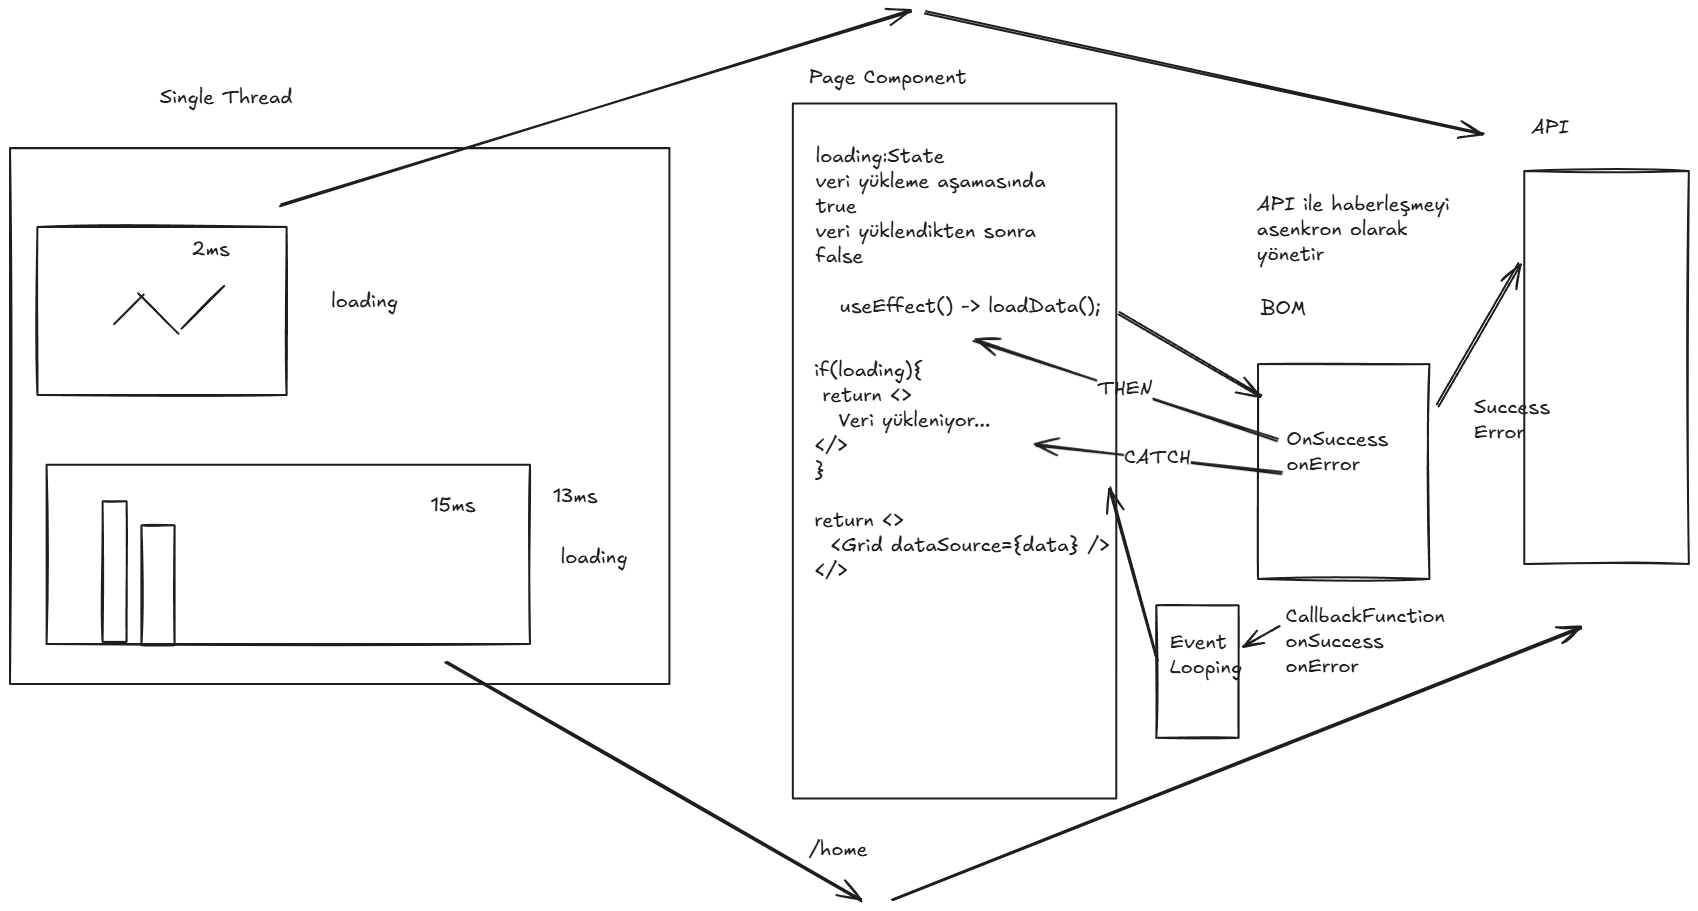 Single Thread
2ms
loading
15ms
13ms
loading
Page Component
loading:State
veri yükleme aşamasında
true
veri yüklendikten sonra
false
useEffect() -> loadData();
if(loading){
return <>
Veri yükleniyor...
</>
}
return <>
<Grid dataSource={data} />
</>
/home
THEN
CATCH
API ile haberleşmeyi
asenkron olarak
yönetir
BOM
OnSuccess
onError
Event
Looping
CallbackFunction
onSuccess
onError
API
Success
Error